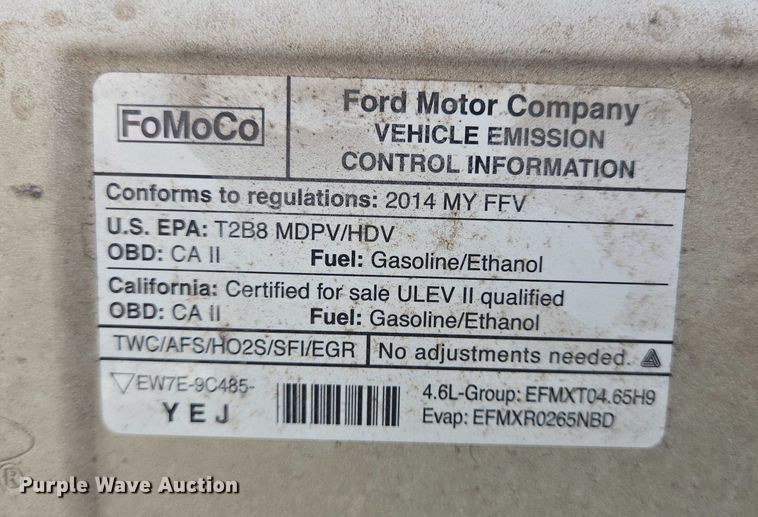 FoMoCo
Ford Motor Company
VEHICLE EMISSION
CONTROL INFORMATION
Conforms to regulations: 2014 MY FFV
U.S. EPA: T2B8 MDPV/HDV
OBD: CA II Fuel: Gasoline/Ethanol
California: Certified for sale ULEV II qualified
OBD: CA II Fuel: Gasoline/Ethanol
TWC/AFS/HO2S/SFI/EGR No adjustments needed.
EW7E-9C485-
YEJ
4.6L-Group: EFMXT04.65H9
Evap: EFMXR0265NBD
®
Purple Wave Auction